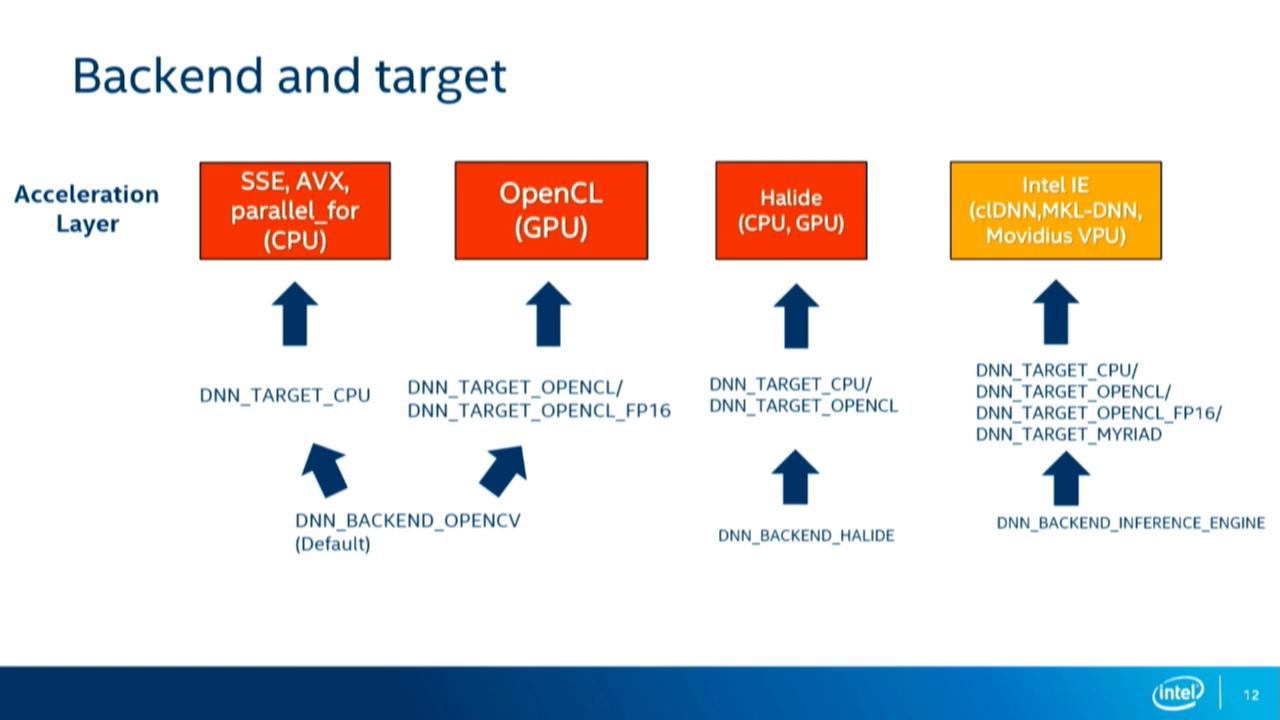 Backend and target
Acceleration
Layer
SSE, AVX,
parallel_for
(CPU)
OpenCL
(GPU)
Halide
(CPU, GPU)
Intel IE
(clDNN,MKL-DNN,
Movidius VPU)
DNN_TARGET_CPU
DNN_TARGET_OPENCL/
DNN_TARGET_OPENCL_FP16
DNN_TARGET_CPU/
DNN_TARGET_OPENCL
DNN_TARGET_CPU/
DNN_TARGET_OPENCL/
DNN_TARGET_OPENCL_FP16/
DNN_TARGET_MYRIAD
DNN_BACKEND_OPENCV
(Default)
DNN_BACKEND_HALIDE
DNN_BACKEND_INFERENCE_ENGINE
intel
12